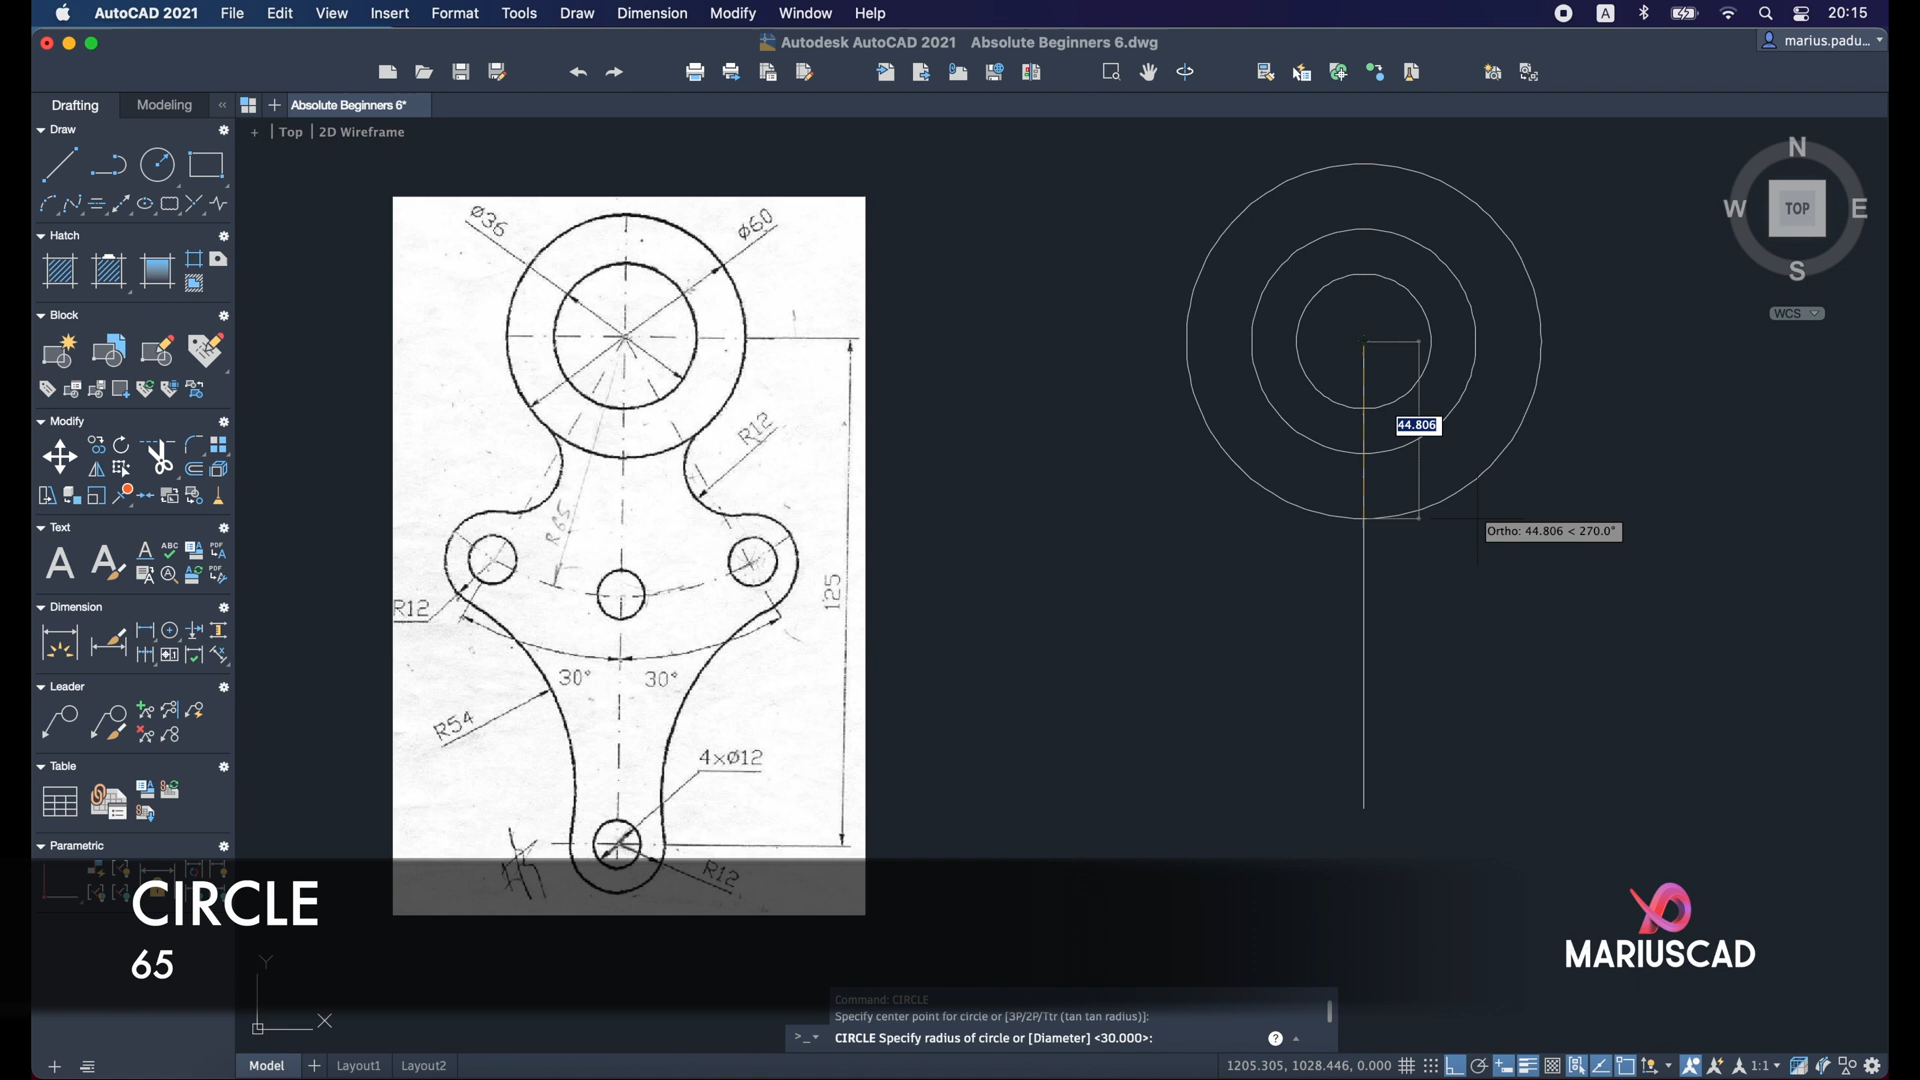 AutoCAD 2021 File Edit View Insert Format Tools Draw Dimension Modify Window Help A 20:15
Autodesk AutoCAD 2021 Absolute Beginners 6.dwg marius.padu...
Drafting Modeling « Absolute Beginners 6*
Draw
+ | Top | 2D Wireframe
Hatch
Block
Modify
Text
Dimension
Leader
Table
Parametric
N
W TOP E
S
WCS
Ø36
Ø60
R12
R65
R12
125
30° 30°
R54
4xØ12
R12
44.806
Ortho: 44.806 < 270.0°
CIRCLE
65
MARIUSCAD
Y
X
Command: CIRCLE
Specify center point for circle or [3P/2P/Ttr (tan tan radius)]:
CIRCLE Specify radius of circle or [Diameter] <30.000>:
Model Layout1 Layout2 1205.305, 1028.446, 0.000 1:1